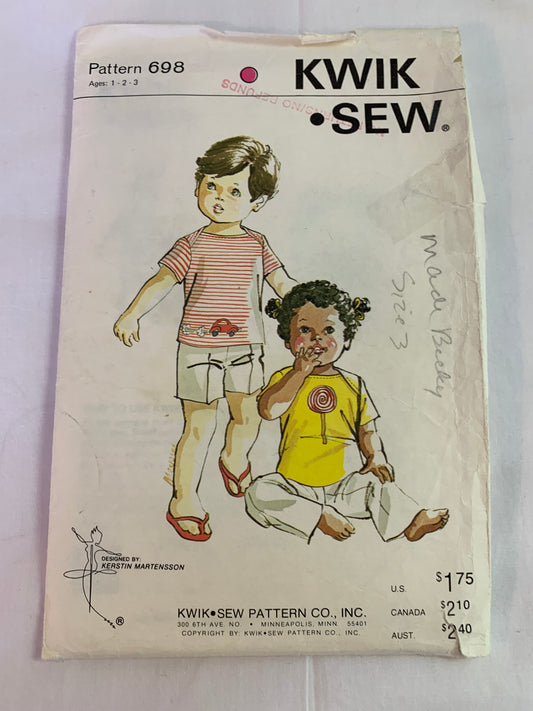 Pattern 698
Ages: 1 - 2 - 3
KWIK
•SEW®
NO REFUNDS
made Becky
Size 3
DESIGNED BY:
KERSTIN MARTENSSON
®
U.S. $1 75
CANADA $2 10
AUST. $2 40
KWIK•SEW PATTERN CO., INC.
300 6TH AVE. NO. • MINNEAPOLIS, MINN. 55401
COPYRIGHT BY: KWIK•SEW PATTERN CO., INC.